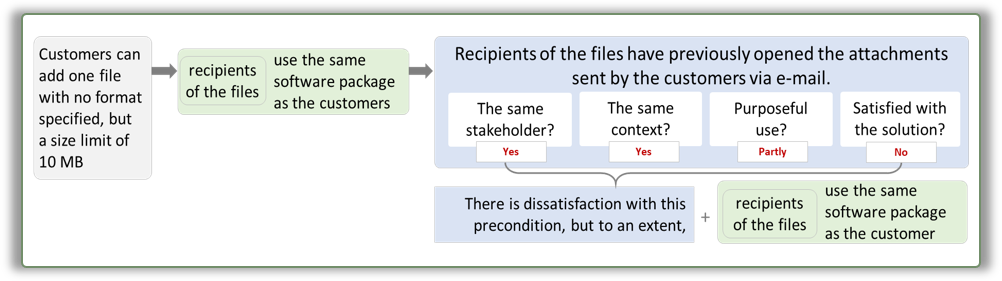 Customers can
add one file
with no format
specified, but
a size limit of
10 MB
recipients
of the files
use the same
software package
as the customers
Recipients of the files have previously opened the attachments
sent by the customers via e-mail.
The same
stakeholder?
Yes
The same
context?
Yes
Purposeful
use?
Partly
Satisfied with
the solution?
No
There is dissatisfaction with this
precondition, but to an extent,
+
recipients
of the files
use the same
software package
as the customer